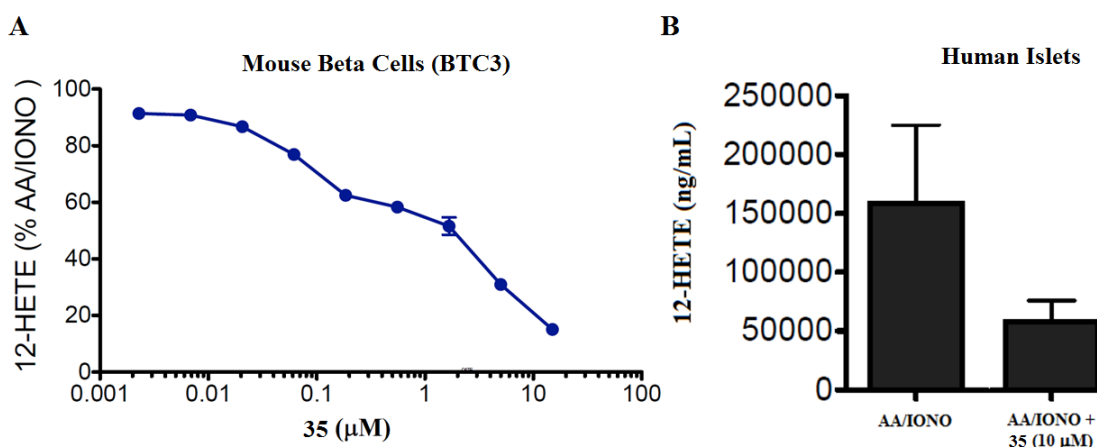 A
Mouse Beta Cells (BTC3)
12-HETE (% AA/IONO )
100
80
60
40
20
0
0.001
0.01
0.1
1
10
100
35 (µM)
B
Human Islets
12-HETE (ng/mL)
250000
200000
150000
100000
50000
0
AA/IONO
AA/IONO +
35 (10 µM)